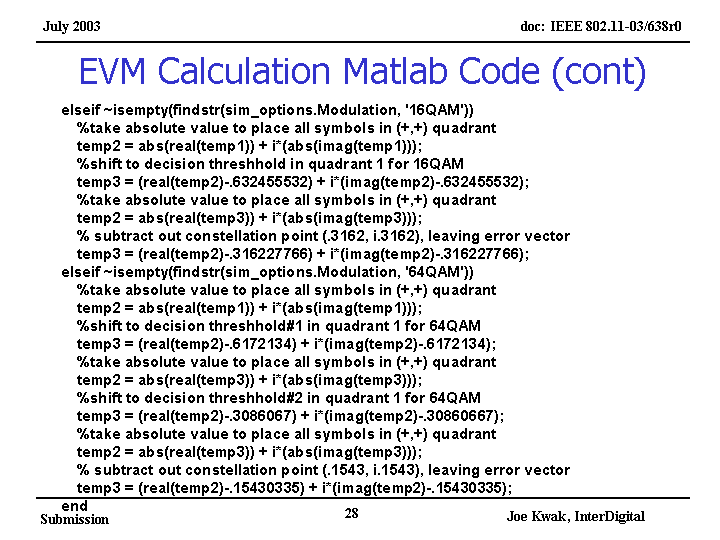 July 2003 doc: IEEE 802.11-03/638r0
EVM Calculation Matlab Code (cont)
elseif ~isempty(findstr(sim_options.Modulation, '16QAM'))
%take absolute value to place all symbols in (+,+) quadrant
temp2 = abs(real(temp1)) + i*(abs(imag(temp1)));
%shift to decision threshhold in quadrant 1 for 16QAM
temp3 = (real(temp2)-.632455532) + i*(imag(temp2)-.632455532);
%take absolute value to place all symbols in (+,+) quadrant
temp2 = abs(real(temp3)) + i*(abs(imag(temp3)));
% subtract out constellation point (.3162, i.3162), leaving error vector
temp3 = (real(temp2)-.316227766) + i*(imag(temp2)-.316227766);
elseif ~isempty(findstr(sim_options.Modulation, '64QAM'))
%take absolute value to place all symbols in (+,+) quadrant
temp2 = abs(real(temp1)) + i*(abs(imag(temp1)));
%shift to decision threshhold#1 in quadrant 1 for 64QAM
temp3 = (real(temp2)-.6172134) + i*(imag(temp2)-.6172134);
%take absolute value to place all symbols in (+,+) quadrant
temp2 = abs(real(temp3)) + i*(abs(imag(temp3)));
%shift to decision threshhold#2 in quadrant 1 for 64QAM
temp3 = (real(temp2)-.3086067) + i*(imag(temp2)-.30860667);
%take absolute value to place all symbols in (+,+) quadrant
temp2 = abs(real(temp3)) + i*(abs(imag(temp3)));
% subtract out constellation point (.1543, i.1543), leaving error vector
temp3 = (real(temp2)-.15430335) + i*(imag(temp2)-.15430335);
end
Submission 28 Joe Kwak, Inter.Digital